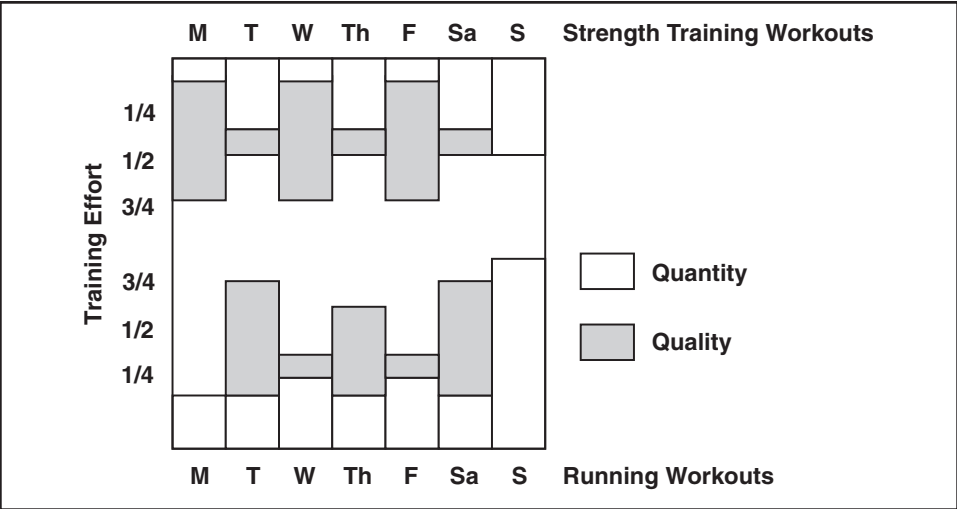 M T W Th F Sa S Strength Training Workouts
1/4
1/2
3/4
Training Effort
3/4
1/2
1/4
Quantity
Quality
M T W Th F Sa S Running Workouts